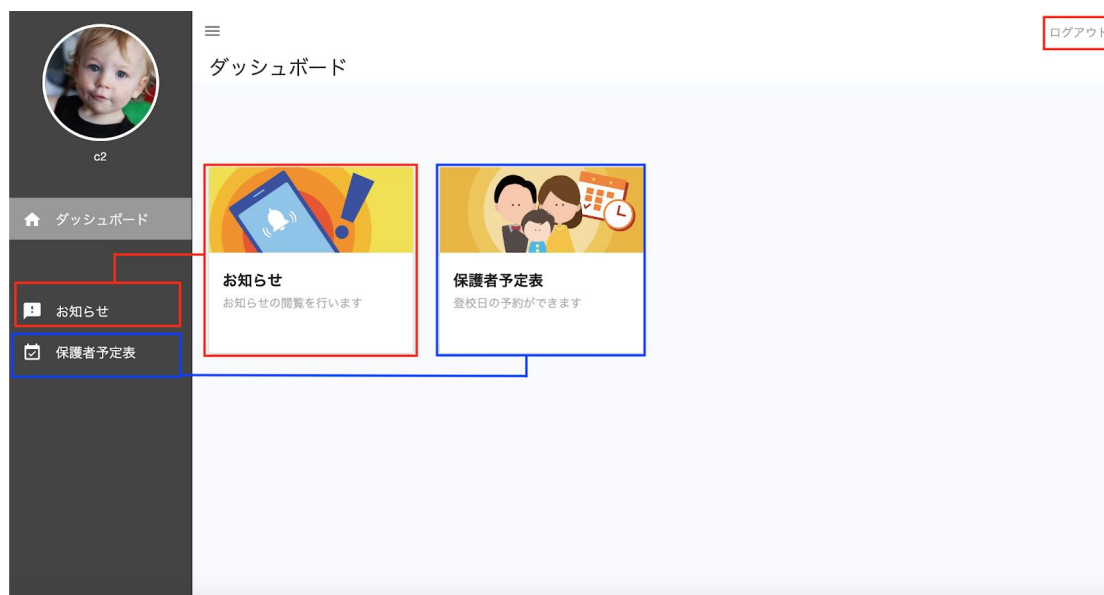 c2
ダッシュボード
お知らせ
保護者予定表
ログアウト
ダッシュボード
お知らせ
お知らせの閲覧を行います
保護者予定表
登校日の予約ができます